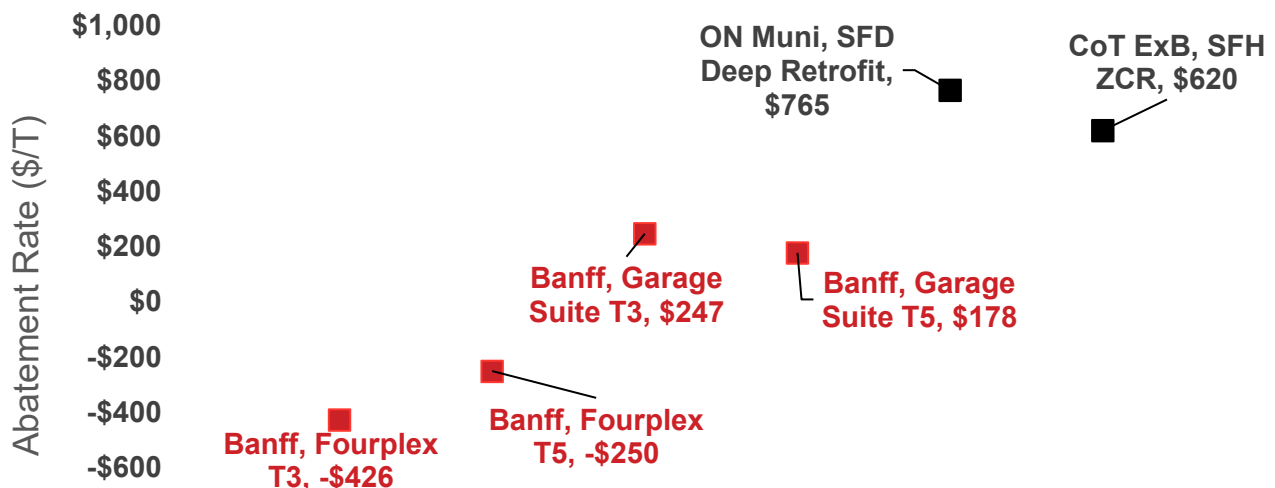 $1,000
$800
$600
$400
$200
$0
-$200
-$400
-$600
Abatement Rate ($/T)
ON Muni, SFD
Deep Retrofit,
$765
CoT ExB, SFH
ZCR, $620
Banff, Garage
Suite T3, $247
Banff, Garage
Suite T5, $178
Banff, Fourplex
T5, -$250
Banff, Fourplex
T3, -$426